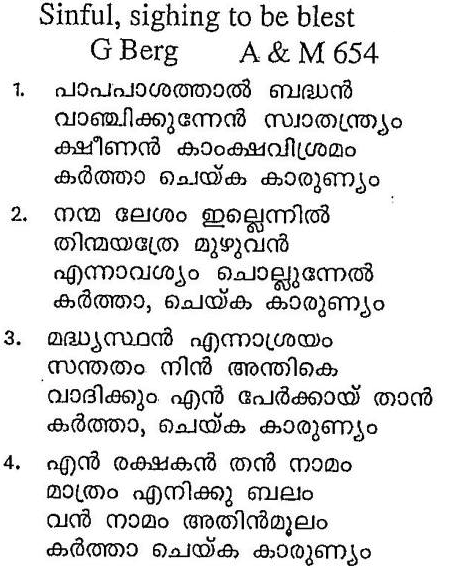 Sinful, sighing to be blest
G Berg A & M 654
1. പാപപാശത്താൽ ബദ്ധൻ
വാഞ്ചിക്കുന്നേൻ സ്വാതന്ത്ര്യം
ക്ഷീണൻ കാംക്ഷവിശ്രമം
കർത്താ ചെയ്ക കാരുണ്യം
2. നന്മ ലേശം ഇല്ലെന്നിൽ
തിന്മയത്രേ മുഴുവൻ
എന്നാവശ്യം ചൊല്ലുന്നേൽ
കർത്താ, ചെയ്ക കാരുണ്യം
3. മദ്ധ്യസ്ഥൻ എന്നാശ്രയം
സന്തതം നിൻ അന്തികെ
വാദിക്കും എൻ പേർക്കായ് താൻ
കർത്താ, ചെയ്ക കാരുണ്യം
4. എൻ രക്ഷകൻ തൻ നാമം
മാത്രം എനിക്കു ബലം
വൻ നാമം അതിൻമൂലം
കർത്താ ചെയ്ക കാരുണ്യം